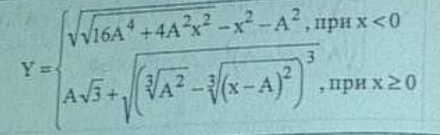 Y = { √(√(16A⁴ + 4A²x²) − x² − A²), при x < 0
A√3 + √((∛(A²) − ∛((x − A)²))³), при x ≥ 0